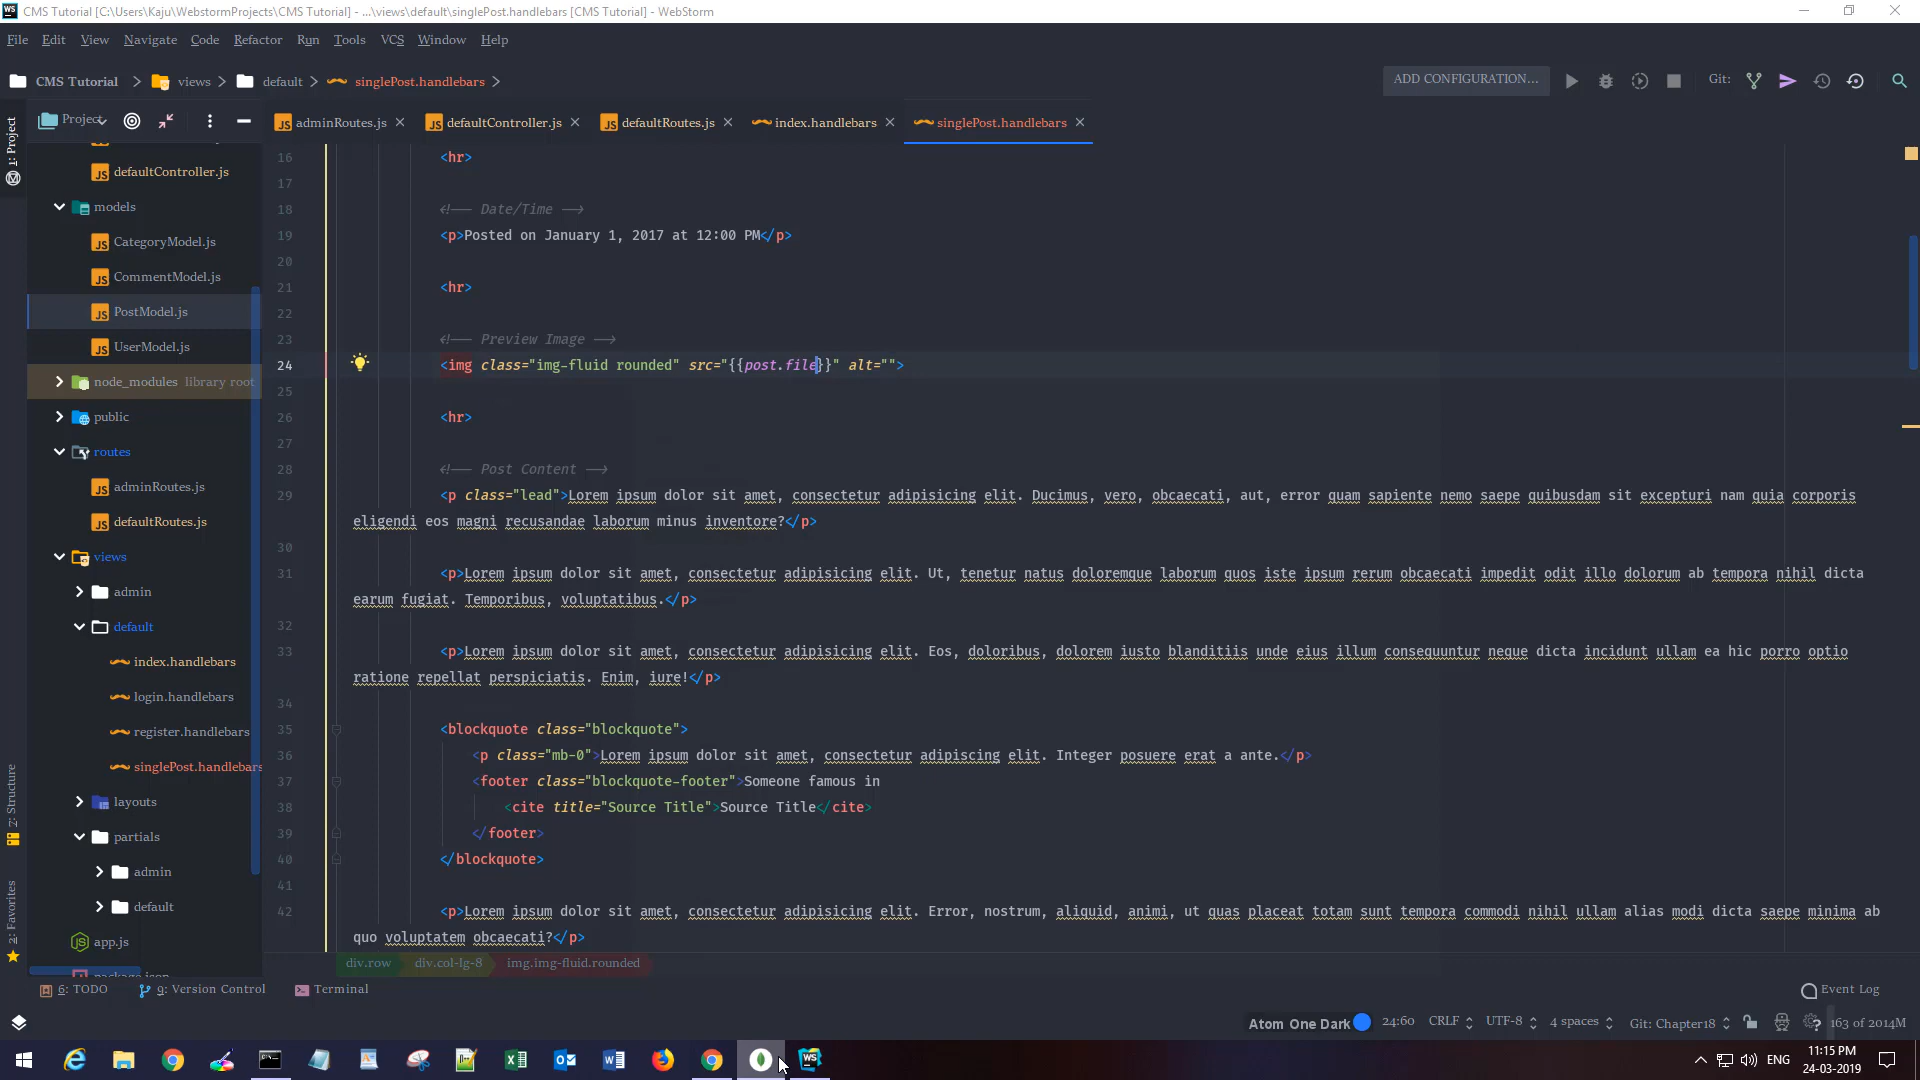 CMS Tutorial [C:\Users\Kaju\WebstormProjects\CMS Tutorial] - ...\views\default\singlePost.handlebars [CMS Tutorial] - WebStorm
File Edit View Navigate Code Refactor Run Tools VCS Window Help
CMS Tutorial views default singlePost.handlebars
ADD CONFIGURATION... Git:
1: Project
Project
adminRoutes.js defaultController.js defaultRoutes.js index.handlebars singlePost.handlebars
defaultController.js
models
CategoryModel.js
CommentModel.js
PostModel.js
UserModel.js
node_modules library root
public
routes
adminRoutes.js
defaultRoutes.js
views
admin
default
index.handlebars
login.handlebars
register.handlebars
singlePost.handlebars
layouts
partials
admin
default
app.js
package.json
7: Structure
2: Favorites
16 <hr>
17
18 <!-- Date/Time -->
19 <p>Posted on January 1, 2017 at 12:00 PM</p>
20
21 <hr>
22
23 <!-- Preview Image -->
24 <img class="img-fluid rounded" src="{{post.file}}" alt="">
25
26 <hr>
27
28 <!-- Post Content -->
29 <p class="lead">Lorem ipsum dolor sit amet, consectetur adipisicing elit. Ducimus, vero, obcaecati, aut, error quam sapiente nemo saepe quibusdam sit excepturi nam quia corporis
eligendi eos magni recusandae laborum minus inventore?</p>
30
31 <p>Lorem ipsum dolor sit amet, consectetur adipisicing elit. Ut, tenetur natus doloremque laborum quos iste ipsum rerum obcaecati impedit odit illo dolorum ab tempora nihil dicta
earum fugiat. Temporibus, voluptatibus.</p>
32
33 <p>Lorem ipsum dolor sit amet, consectetur adipisicing elit. Eos, doloribus, dolorem iusto blanditiis unde eius illum consequuntur neque dicta incidunt ullam ea hic porro optio
ratione repellat perspiciatis. Enim, iure!</p>
34
35 <blockquote class="blockquote">
36 <p class="mb-0">Lorem ipsum dolor sit amet, consectetur adipiscing elit. Integer posuere erat a ante.</p>
37 <footer class="blockquote-footer">Someone famous in
38 <cite title="Source Title">Source Title</cite>
39 </footer>
40 </blockquote>
41
42 <p>Lorem ipsum dolor sit amet, consectetur adipisicing elit. Error, nostrum, aliquid, animi, ut quas placeat totam sunt tempora commodi nihil ullam alias modi dicta saepe minima ab
quo voluptatem obcaecati?</p>
div.row div.col-lg-8 img.img-fluid.rounded
6: TODO 9: Version Control Terminal Event Log
Atom One Dark 24:60 CRLF UTF-8 4 spaces Git: Chapter18 163 of 2014M
ENG 11:15 PM
24-03-2019